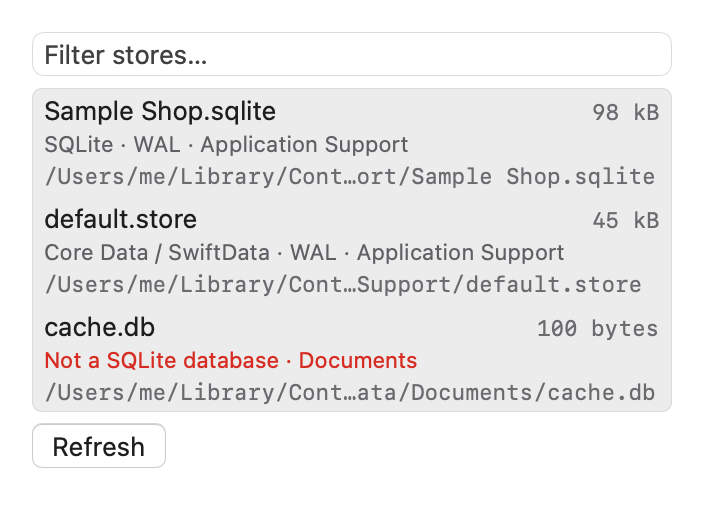 Filter stores…
Sample Shop.sqlite 98 kB
SQLite · WAL · Application Support
/Users/me/Library/Cont…ort/Sample Shop.sqlite
default.store 45 kB
Core Data / SwiftData · WAL · Application Support
/Users/me/Library/Cont…Support/default.store
cache.db 100 bytes
Not a SQLite database · Documents
/Users/me/Library/Cont…ata/Documents/cache.db
Refresh